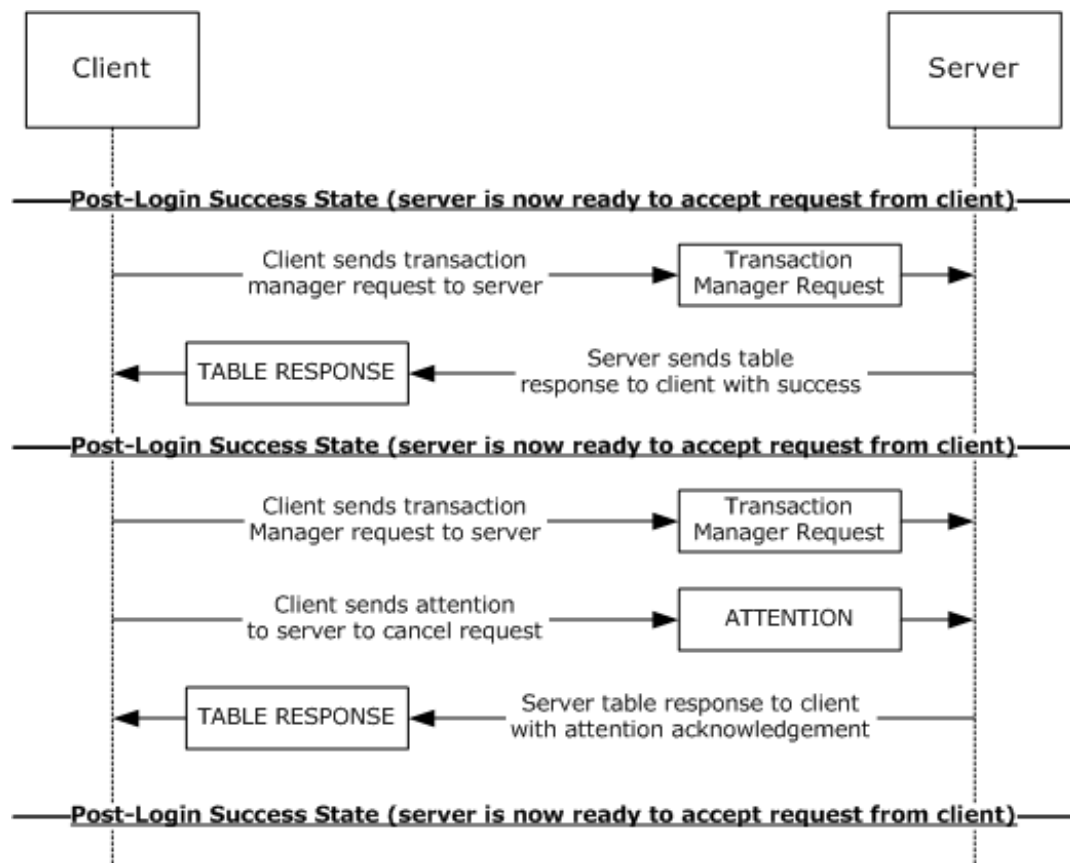 Client
Server
Post-Login Success State (server is now ready to accept request from client)
Client sends transaction
manager request to server
Transaction
Manager Request
TABLE RESPONSE
Server sends table
response to client with success
Post-Login Success State (server is now ready to accept request from client)
Client sends transaction
Manager request to server
Transaction
Manager Request
Client sends attention
to server to cancel request
ATTENTION
TABLE RESPONSE
Server table response to client
with attention acknowledgement
Post-Login Success State (server is now ready to accept request from client)